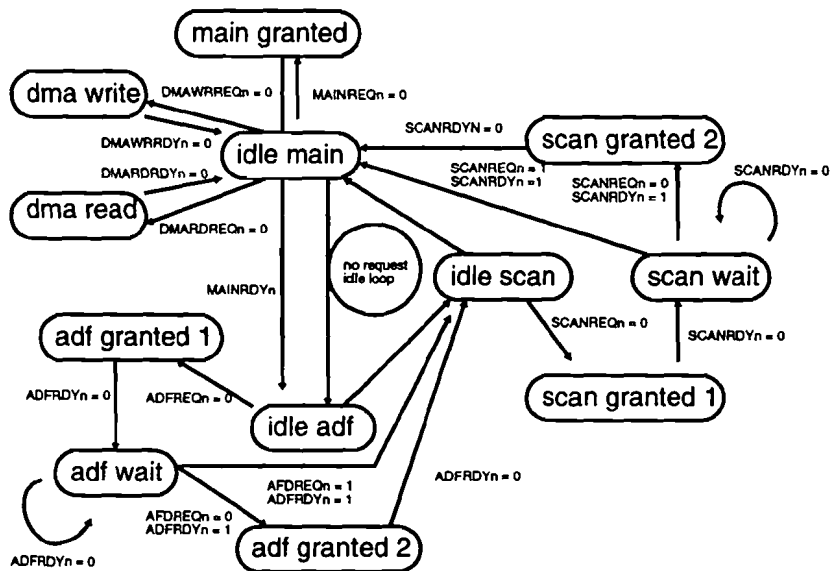 main granted
dma write
DMAWRREQn = 0
MAINREQn = 0
DMAWRRDYn = 0
idle main
SCANRDYN = 0
scan granted 2
DMARDRDYn = 0
SCANREQn = 1
SCANRDYn =1
SCANREQn = 0
SCANRDYn = 1
SCANRDYn = 0
dma read
DMARDREQn = 0
no request
idle loop
idle scan
scan wait
MAINRDYn
adf granted 1
SCANREQn = 0
SCANRDYn = 0
ADFRDYn = 0
ADFREQn = 0
scan granted 1
idle adf
adf wait
AFDREQn = 1
ADFRDYn = 1
ADFRDYn = 0
AFDREQn = 0
ADFRDYn = 1
adf granted 2
ADFRDYn = 0